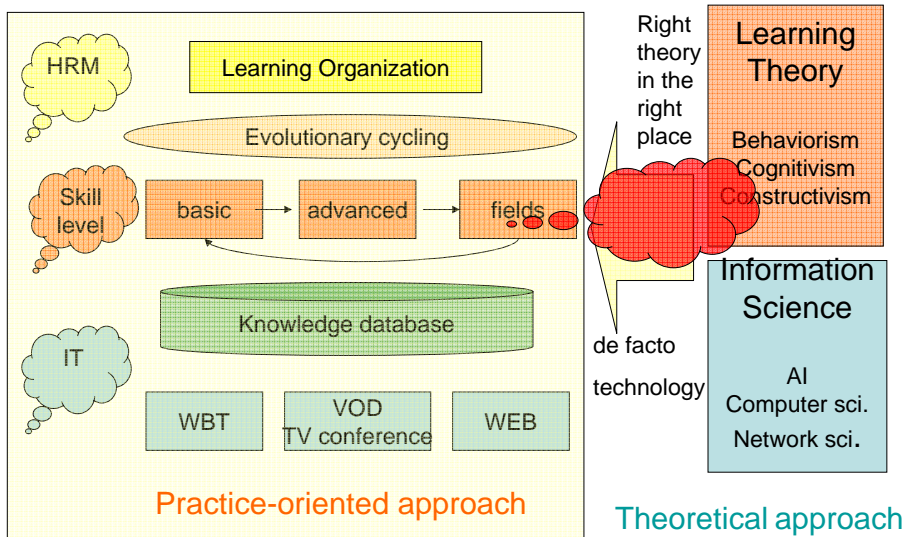 HRM
Learning Organization
Evolutionary cycling
Skill
level
basic
advanced
fields
Knowledge database
IT
WBT
VOD
TV conference
WEB
Practice-oriented approach
Right
theory
in the
right
place
de facto
technology
Learning
Theory
Behaviorism
Cognitivism
Constructivism
Information
Science
AI
Computer sci.
Network sci.
Theoretical approach